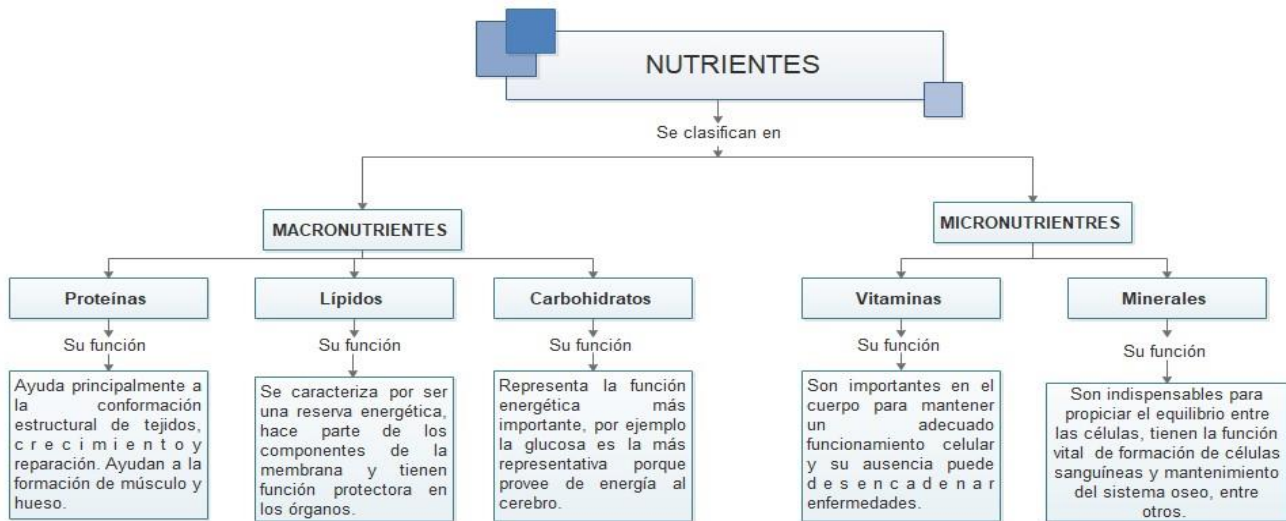 NUTRIENTES
Se clasifican en
MACRONUTRIENTES
MICRONUTRIENTRES
Proteínas
Lípidos
Carbohidratos
Vitaminas
Minerales
Su función
Su función
Su función
Su función
Su función
Ayuda principalmente a
la conformación
estructural de tejidos,
crecimiento y
reparación. Ayudan a la
formación de músculo y
hueso.
Se caracteriza por ser
una reserva energética,
hace parte de los
componentes de la
membrana y tienen
función protectora en
los órganos.
Representa la función
energética más
importante, por ejemplo
la glucosa es la más
representativa porque
provee de energía al
cerebro.
Son importantes en el
cuerpo para mantener
un adecuado
funcionamiento celular
y su ausencia puede
desencadenar
enfermedades.
Son indispensables para
propiciar el equilibrio entre
las células, tienen la función
vital de formación de células
sanguíneas y mantenimiento
del sistema oseo, entre
otros.